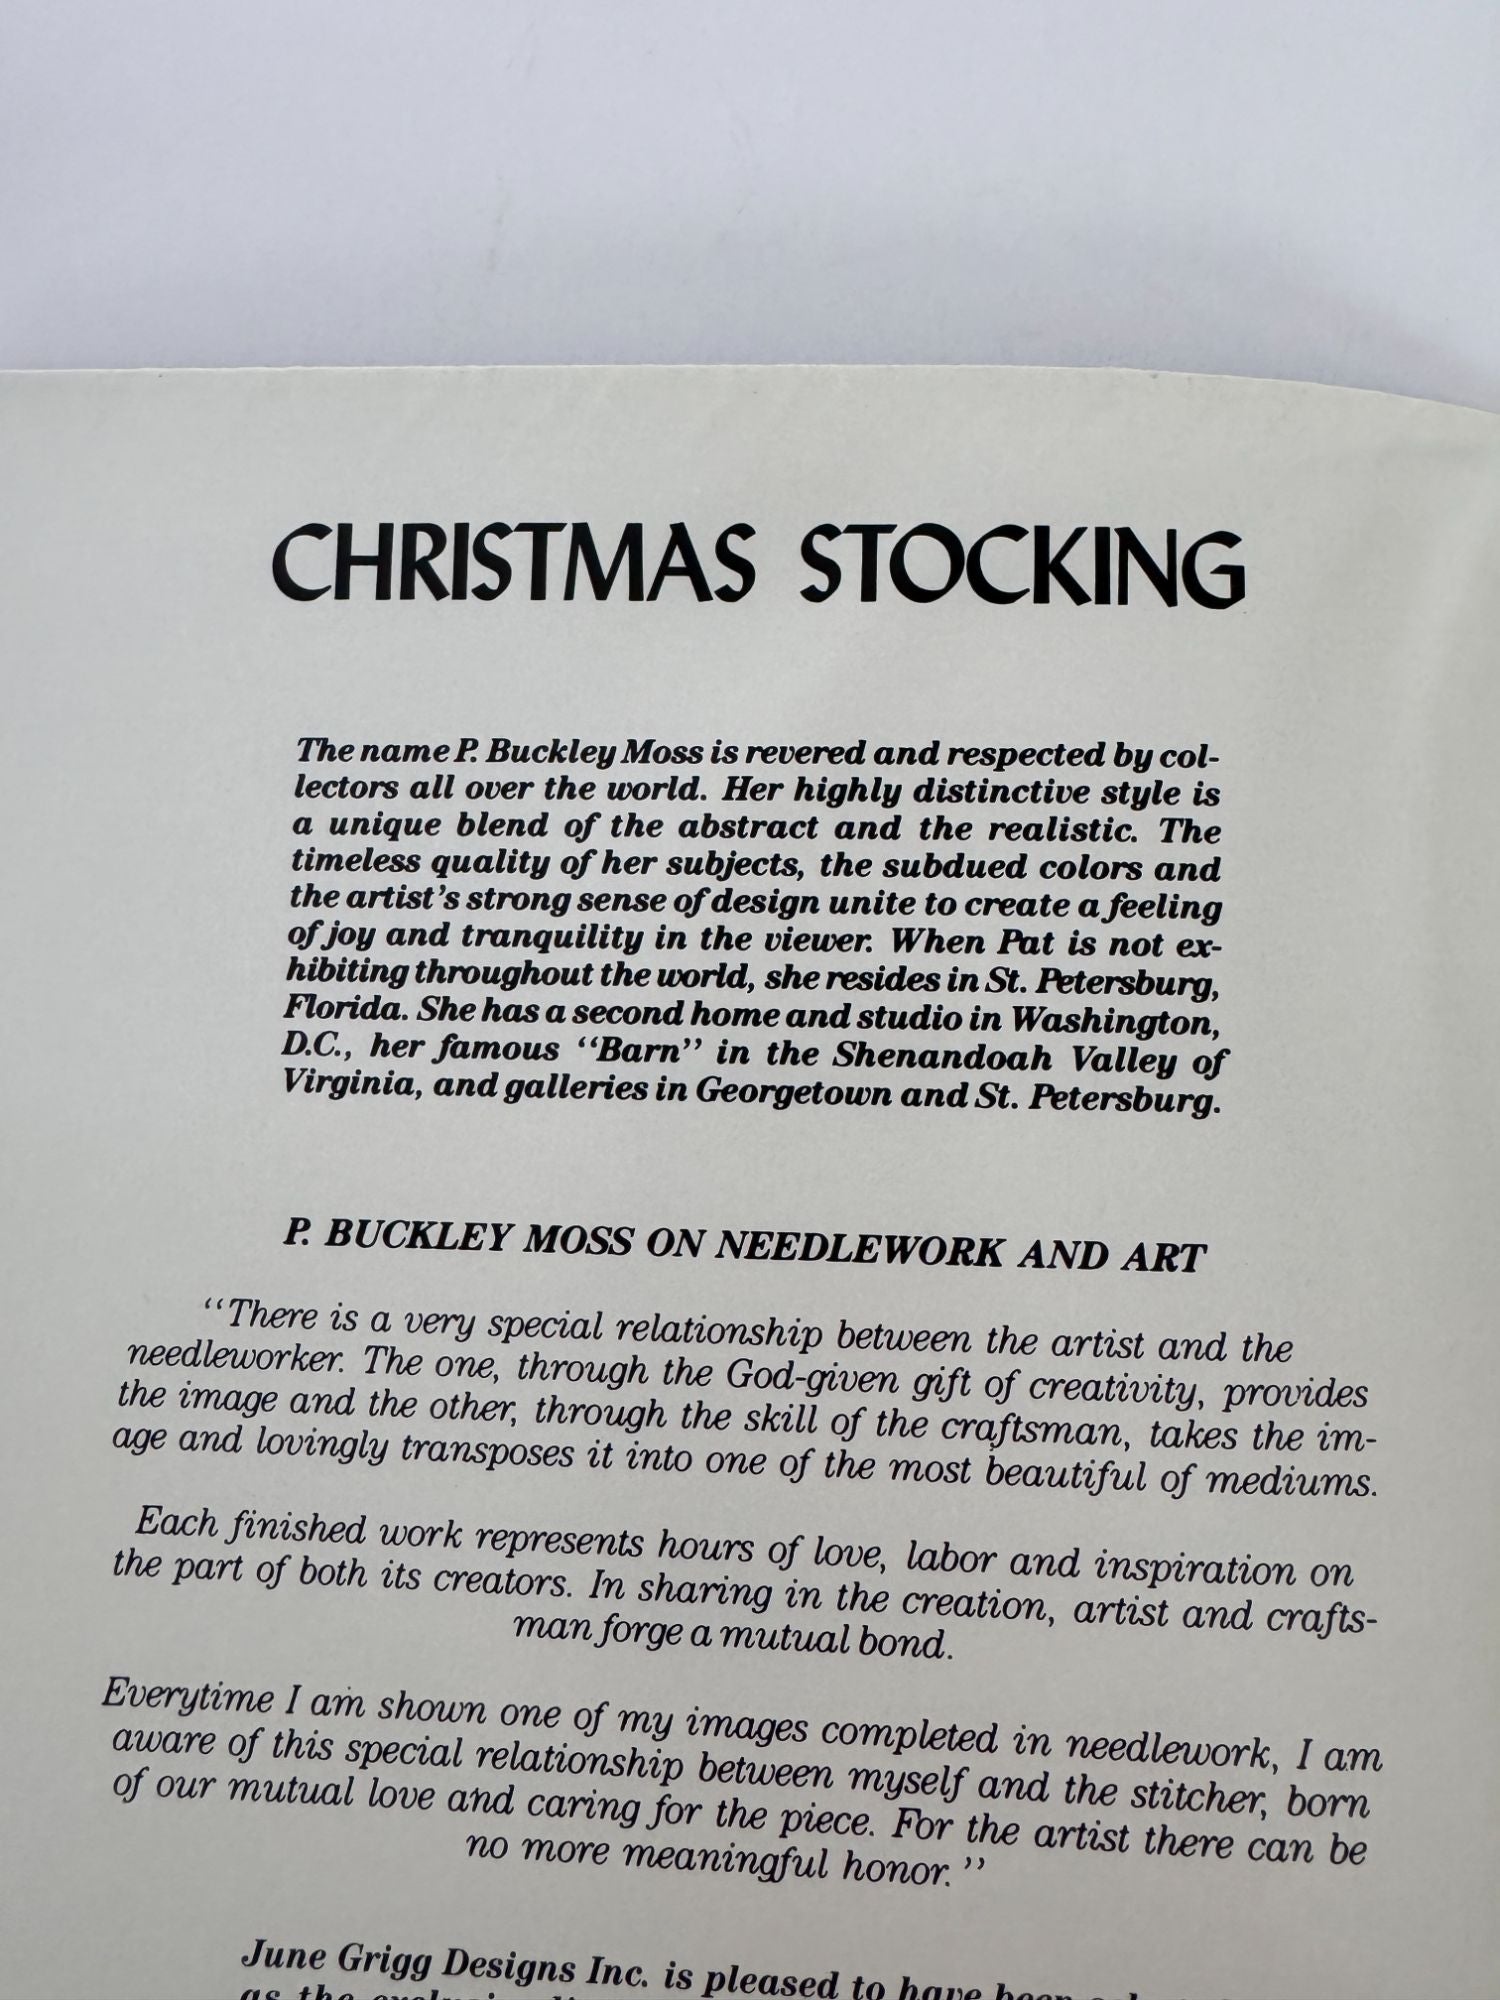 CHRISTMAS STOCKING
The name P. Buckley Moss is revered and respected by col-
lectors all over the world. Her highly distinctive style is
a unique blend of the abstract and the realistic. The
timeless quality of her subjects, the subdued colors and
the artist's strong sense of design unite to create a feeling
of joy and tranquility in the viewer. When Pat is not ex-
hibiting throughout the world, she resides in St. Petersburg,
Florida. She has a second home and studio in Washington,
D.C., her famous ‘‘Barn’’ in the Shenandoah Valley of
Virginia, and galleries in Georgetown and St. Petersburg.
P. BUCKLEY MOSS ON NEEDLEWORK AND ART
‘‘There is a very special relationship between the artist and the
needleworker. The one, through the God-given gift of creativity, provides
the image and the other, through the skill of the craftsman, takes the im-
age and lovingly transposes it into one of the most beautiful of mediums.
Each finished work represents hours of love, labor and inspiration on
the part of both its creators. In sharing in the creation, artist and crafts-
man forge a mutual bond.
Everytime I am shown one of my images completed in needlework, I am
aware of this special relationship between myself and the stitcher, born
of our mutual love and caring for the piece. For the artist there can be
no more meaningful honor.’’
June Grigg Designs Inc. is pleased to have been
as the